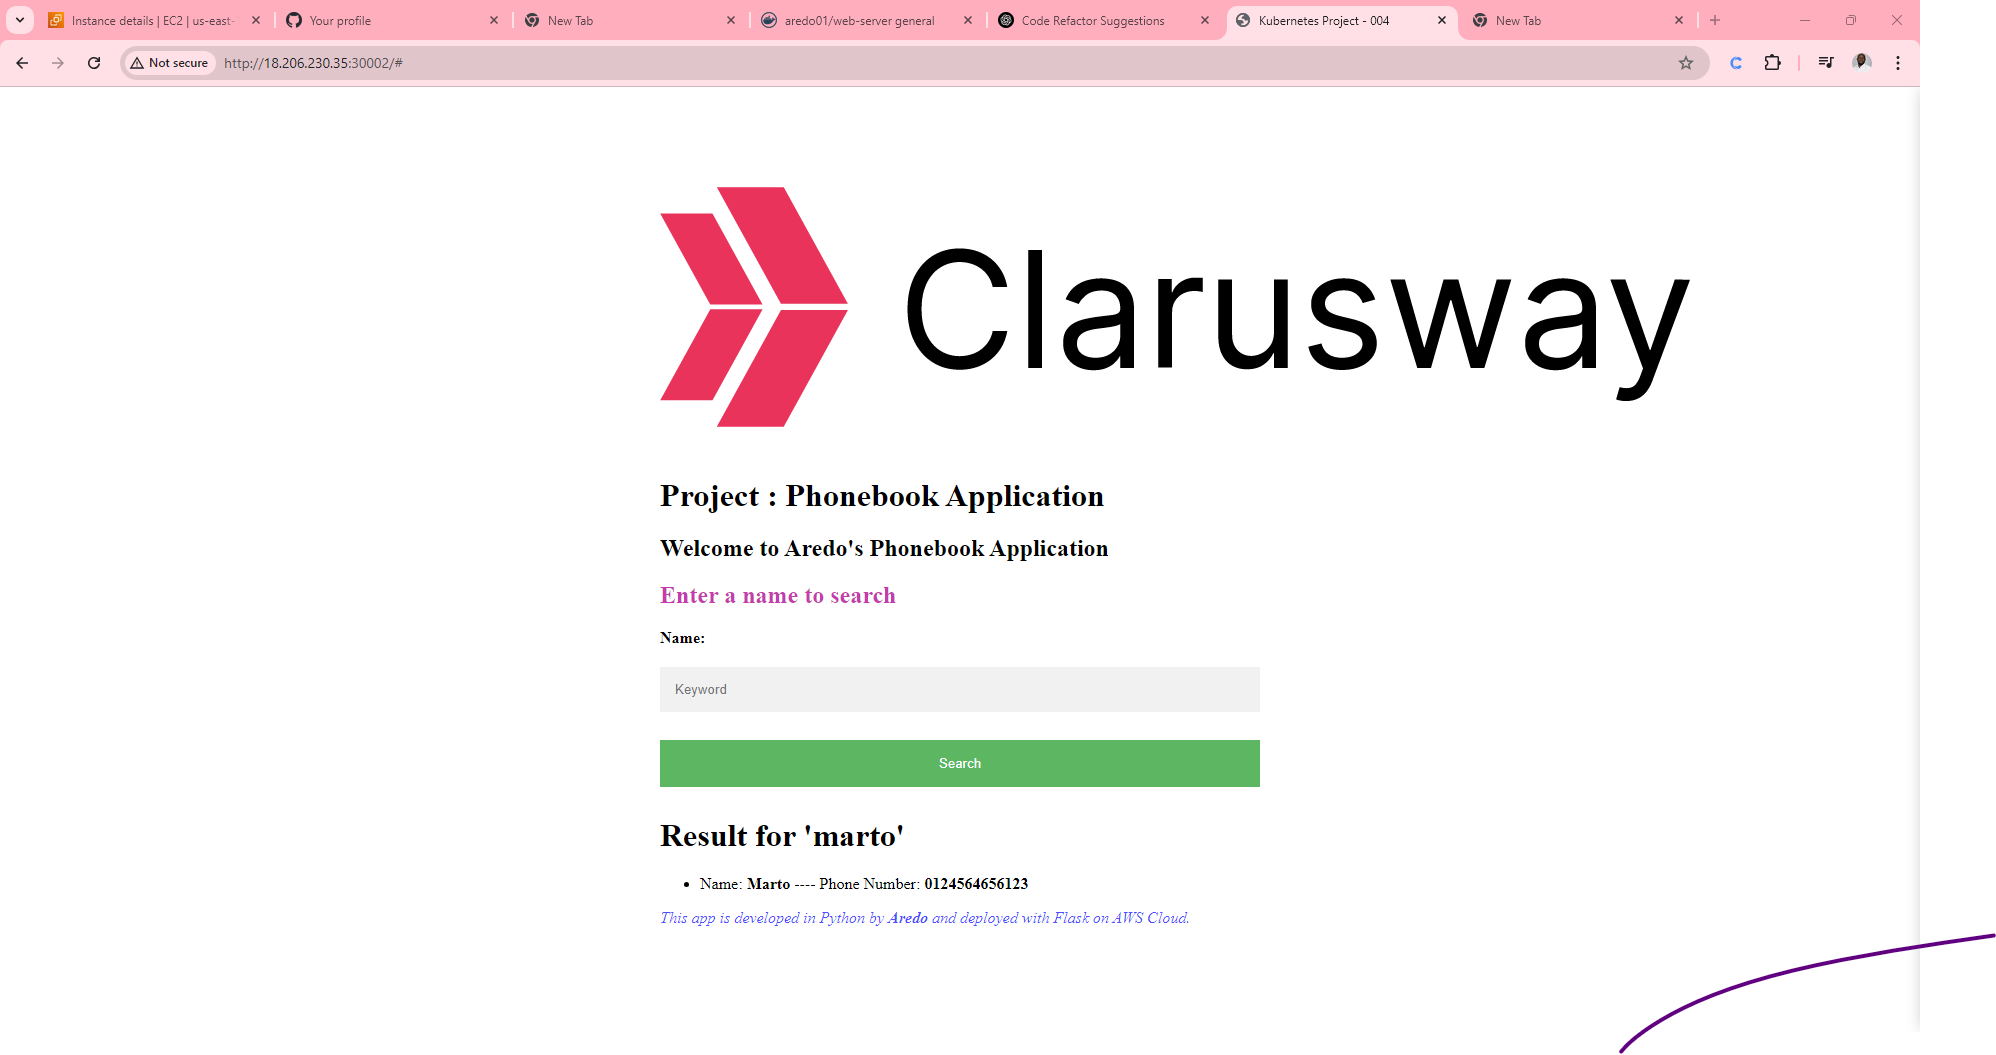 Instance details | EC2 | us-east-
Your profile
New Tab
aredo01/web-server general
Code Refactor Suggestions
Kubernetes Project - 004
New Tab
Not secure
http://18.206.230.35:30002/#
Clarusway
Project : Phonebook Application
Welcome to Aredo's Phonebook Application
Enter a name to search
Name:
Keyword
Search
Result for 'marto'
• Name: Marto ---- Phone Number: 0124564656123
This app is developed in Python by Aredo and deployed with Flask on AWS Cloud.